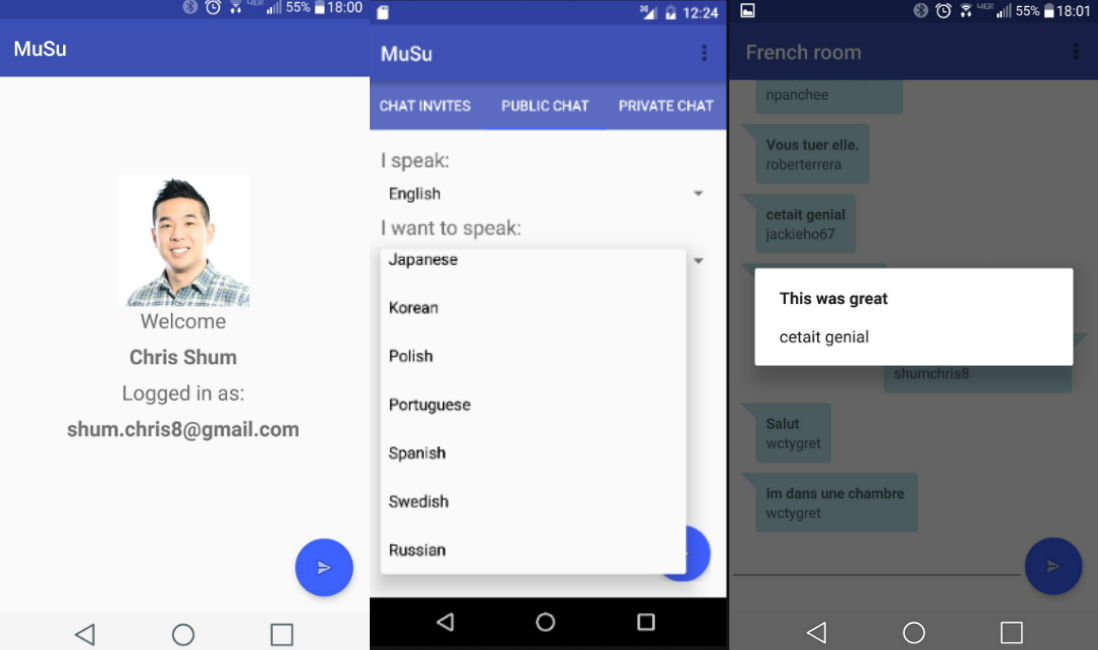 55% 18:00
MuSu
Welcome
Chris Shum
Logged in as:
shum.chris8@gmail.com
12:24
MuSu
CHAT INVITES PUBLIC CHAT PRIVATE CHAT
I speak:
English
I want to speak:
Japanese
Korean
Polish
Portuguese
Spanish
Swedish
Russian
55% 18:01
French room
npanchee
Vous tuer elle.
roberterrera
cetait genial
jackieho67
This was great
cetait genial
shumchris8
Salut
wctygret
im dans une chambre
wctygret